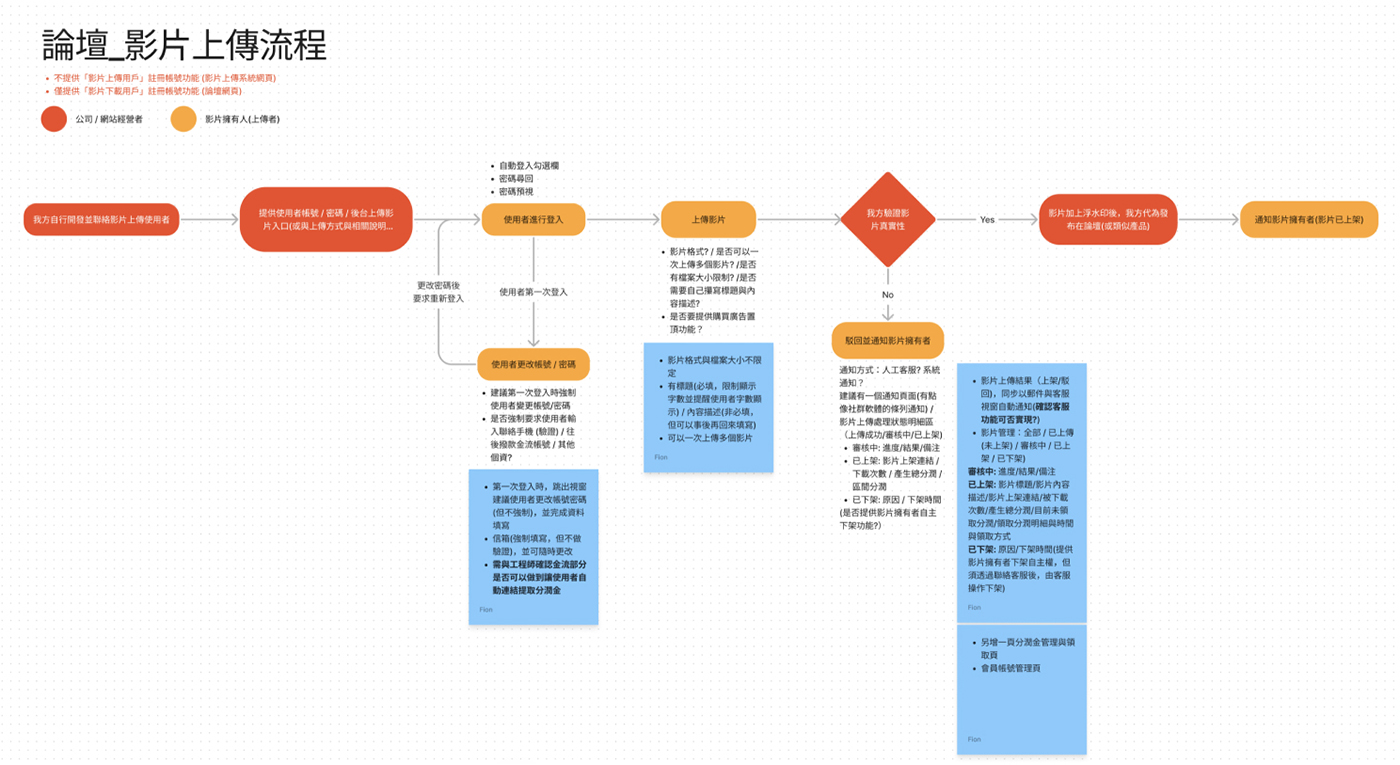 論壇_影片上傳流程
• 不提供「影片上傳用戶」註冊帳號功能 (影片上傳系統網頁)
• 僅提供「影片下載用戶」註冊帳號功能 (論壇網頁)
公司 / 網站經營者
影片擁有人(上傳者)
我方自行開發並聯絡影片上傳使用者
提供使用者帳號 / 密碼 / 後台上傳影
片入口(或與上傳方式與相關說明...
• 自動登入勾選欄
• 密碼尋回
• 密碼預視
使用者進行登入
更改密碼後
要求重新登入
使用者第一次登入
使用者更改帳號 / 密碼
• 建議第一次登入時強制
使用者變更帳號/密碼
• 是否強制要求使用者輸
入聯絡手機 (驗證) / 往
後撥款金流帳號 / 其他
個資?
• 第一次登入時，跳出視窗
建議使用者更改帳號密碼
(但不強制)，並完成資料
填寫
• 信箱(強制填寫，但不做
驗證)，並可隨時更改
• 需與工程師確認金流部分
是否可以做到讓使用者自
動連結提取分潤金
Fion
上傳影片
• 影片格式? / 是否可以一
次上傳多個影片? /是否
有檔案大小限制? /是否
需要自己撰寫標題與內
容描述?
• 是否要提供購買廣告置
頂功能？
• 影片格式與檔案大小不限
定
• 有標題(必填，限制顯示
字數並提醒使用者字數顯
示) / 內容描述(非必填，
但可以事後再回來填寫)
• 可以一次上傳多個影片
Fion
我方驗證影
片真實性
Yes
No
駁回並通知影片擁有者
通知方式：人工客服? 系統
通知？
建議有一個通知頁面(有點
像社群軟體的條列通知) /
影片上傳處理狀態明細區
（上傳成功/審核中/已上架)
• 審核中: 進度/結果/備注
• 已上架: 影片上架連結 /
下載次數 / 產生總分潤 /
區間分潤
• 已下架: 原因 / 下架時間
(是否提供影片擁有者自主
下架功能?）
影片加上浮水印後，我方代為發
布在論壇(或類似產品)
通知影片擁有者(影片已上架)
• 影片上傳結果（上架/駁
回)，同步以郵件與客服
視窗自動通知(確認客服
功能可否實現?)
• 影片管理：全部 / 已上傳
(未上架) / 審核中 / 已上
架 / 已下架)
審核中: 進度/結果/備注
已上架: 影片標題/影片內容
描述/影片上架連結/被下載
次數/產生總分潤/目前未領
取分潤/領取分潤明細與時間
與領取方式
已下架: 原因/下架時間(提供
影片擁有者下架自主權，但
須透過聯絡客服後，由客服
操作下架)
Fion
• 另增一頁分潤金管理與領
取頁
• 會員帳號管理頁
Fion